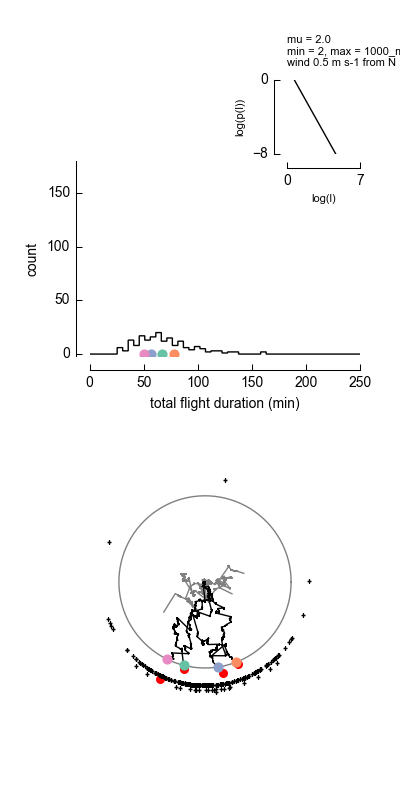 mu = 2.0
min = 2, max = 1000_m
wind 0.5 m s-1 from N
0
−8
log(p(l))
0
7
log(l)
150
100
50
0
count
0
50
100
150
200
250
total flight duration (min)